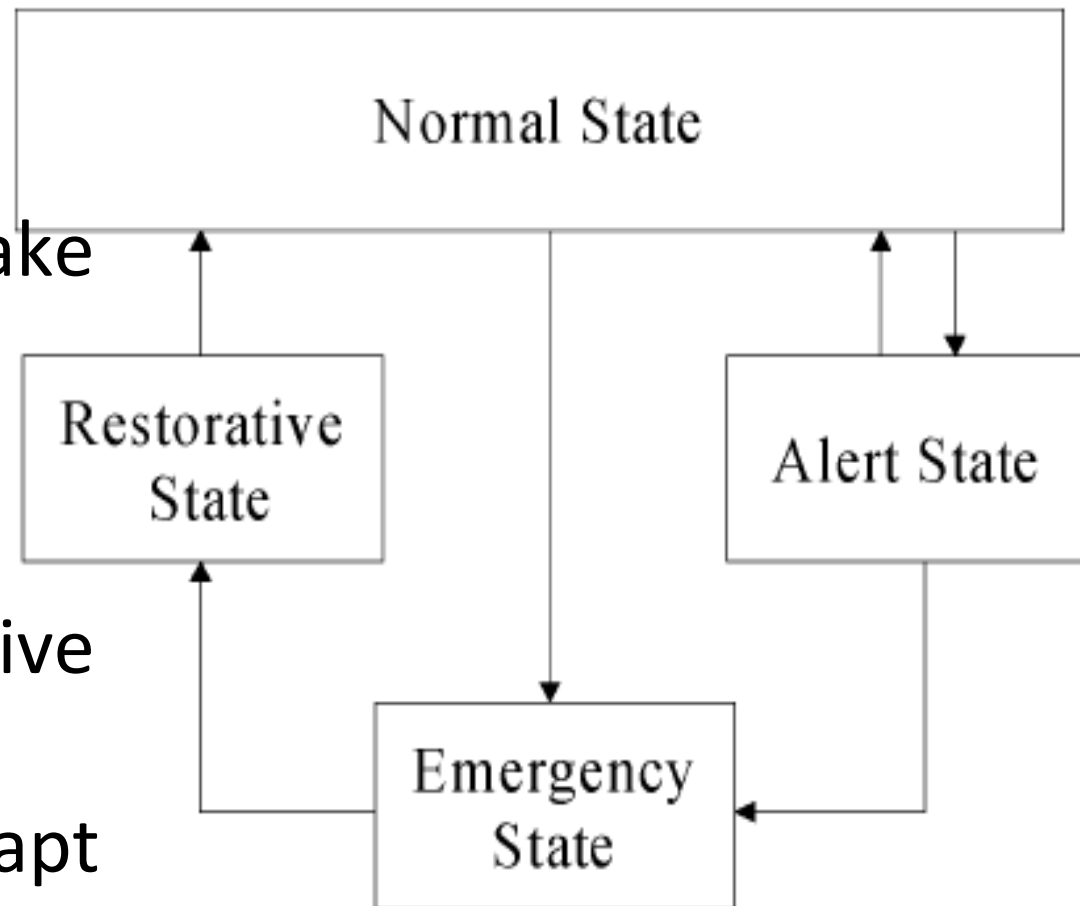 Normal State
ake
Restorative
State
Alert State
ive
Emergency
State
apt